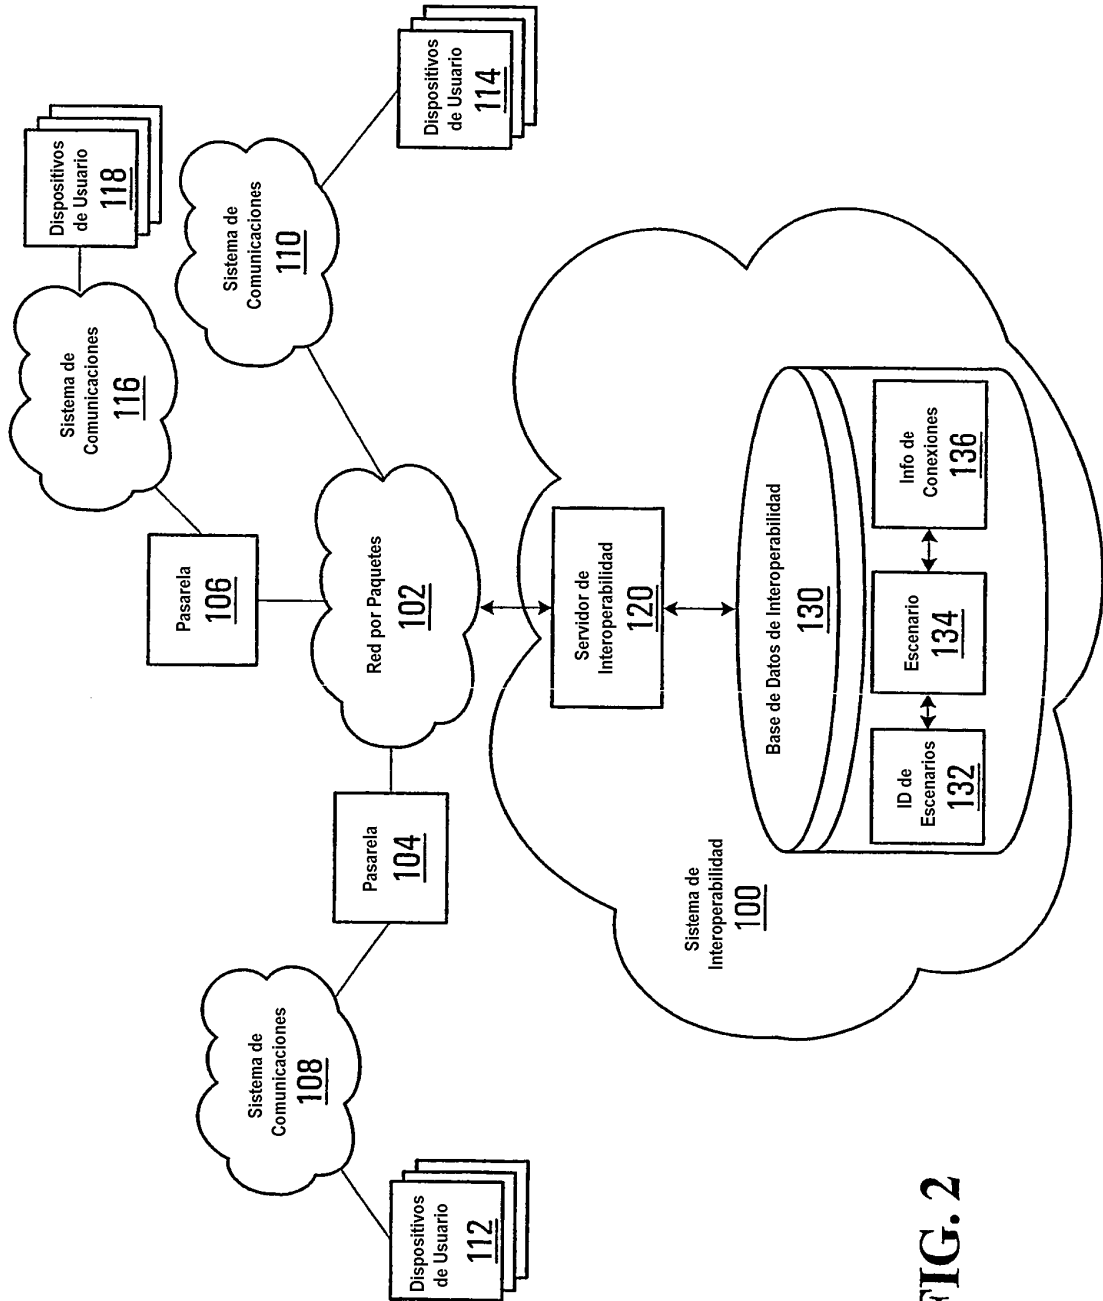 Dispositivos
de Usuario
112
Sistema de
Comunicaciones
108
Pasarela
104
Pasarela
106
Sistema de
Comunicaciones
116
Dispositivos
de Usuario
118
Sistema de
Comunicaciones
110
Dispositivos
de Usuario
114
Red por Paquetes
102
Servidor de
Interoperabilidad
120
Sistema de
Interoperabilidad
100
Base de Datos de Interoperabilidad
130
ID de
Escenarios
132
Escenario
134
Info de
Conexiones
136
FIG. 2